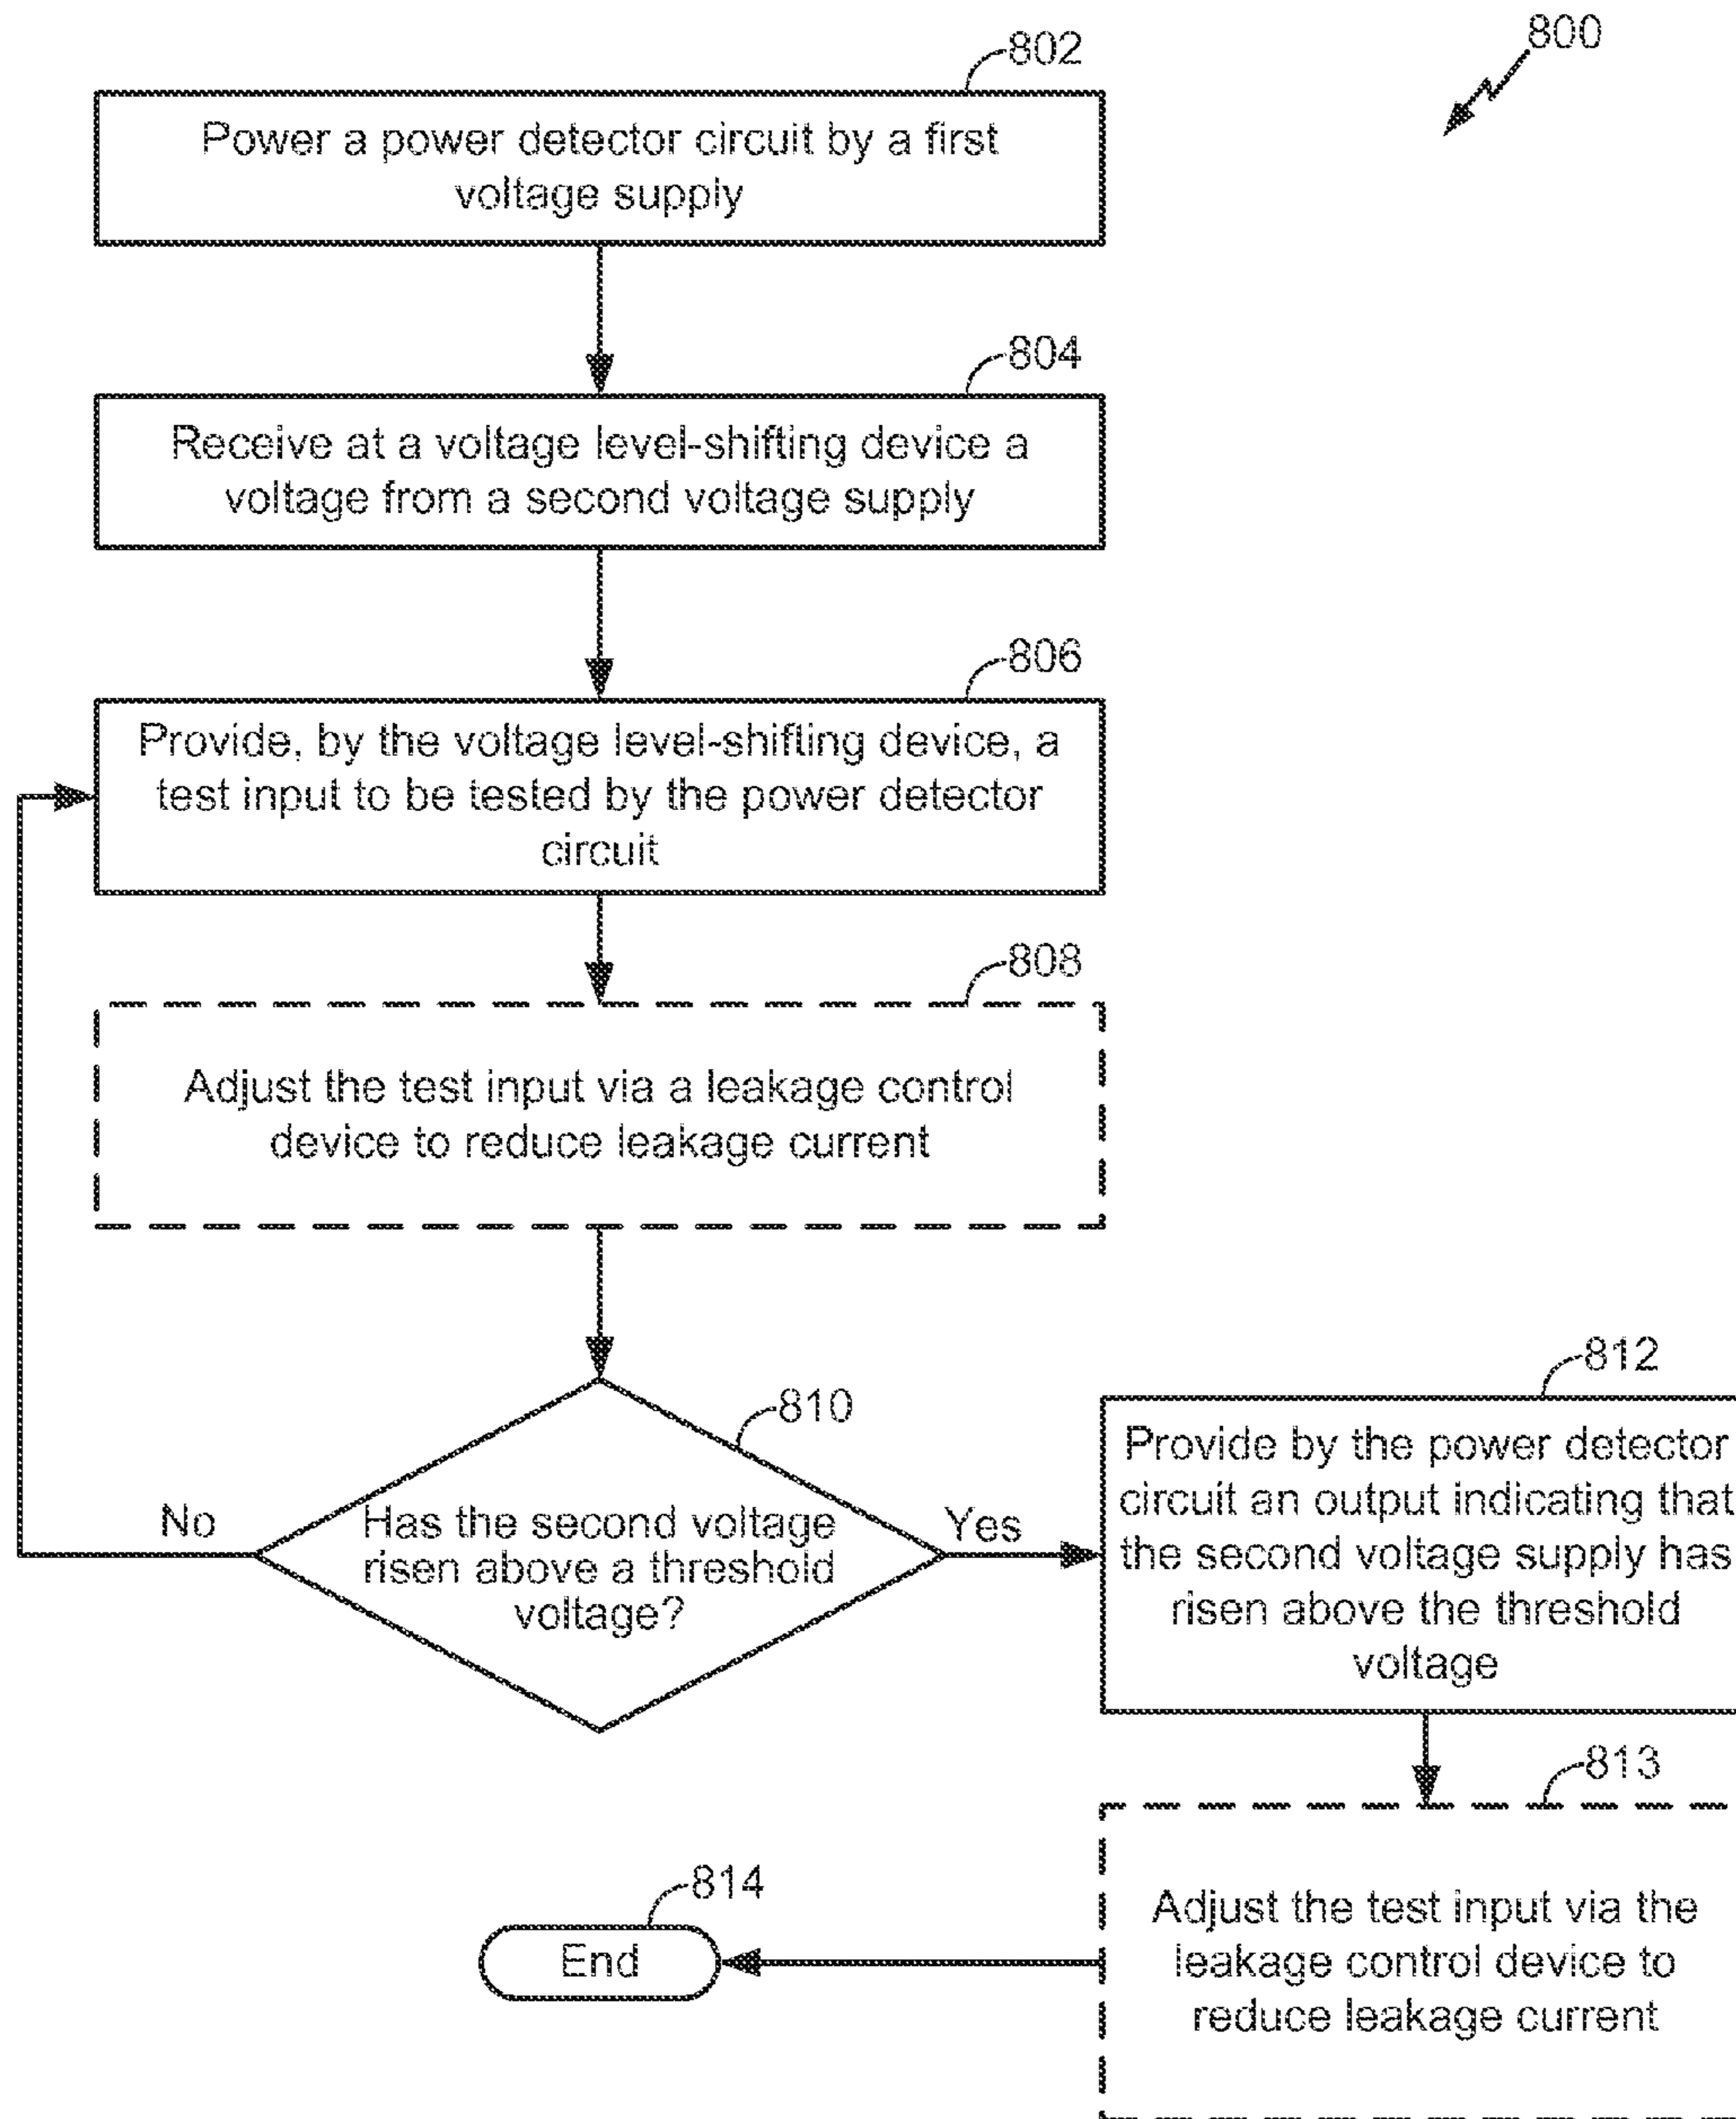 800
802
Power a power detector circuit by a first
voltage supply
804
Receive at a voltage level-shifting device a
voltage from a second voltage supply
806
Provide, by the voltage level-shifting device, a
test input to be tested by the power detector
circuit
808
Adjust the test input via a leakage control
device to reduce leakage current
810
Has the second voltage
risen above a threshold
voltage?
No
Yes
812
Provide by the power detector
circuit an output indicating that
the second voltage supply has
risen above the threshold
voltage
813
Adjust the test input via the
leakage control device to
reduce leakage current
814
End